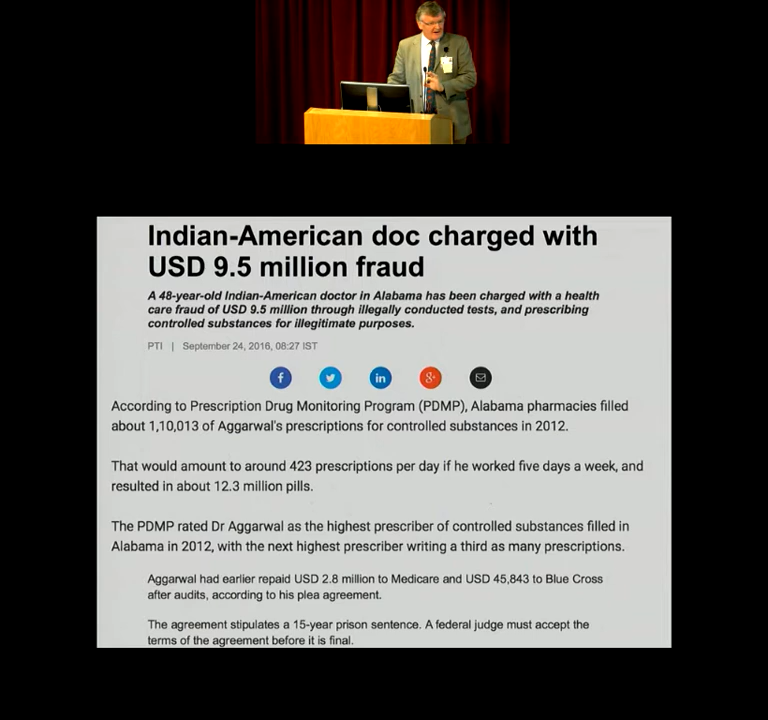 Indian-American doc charged with
USD 9.5 million fraud
A 48-year-old Indian-American doctor in Alabama has been charged with a health
care fraud of USD 9.5 million through illegally conducted tests, and prescribing
controlled substances for illegitimate purposes.
PTI | September 24, 2016, 08:27 IST
f
in
g+
According to Prescription Drug Monitoring Program (PDMP), Alabama pharmacies filled
about 1,10,013 of Aggarwal's prescriptions for controlled substances in 2012.
That would amount to around 423 prescriptions per day if he worked five days a week, and
resulted in about 12.3 million pills.
The PDMP rated Dr Aggarwal as the highest prescriber of controlled substances filled in
Alabama in 2012, with the next highest prescriber writing a third as many prescriptions.
Aggarwal had earlier repaid USD 2.8 million to Medicare and USD 45,843 to Blue Cross
after audits, according to his plea agreement.
The agreement stipulates a 15-year prison sentence. A federal judge must accept the
terms of the agreement before it is final.